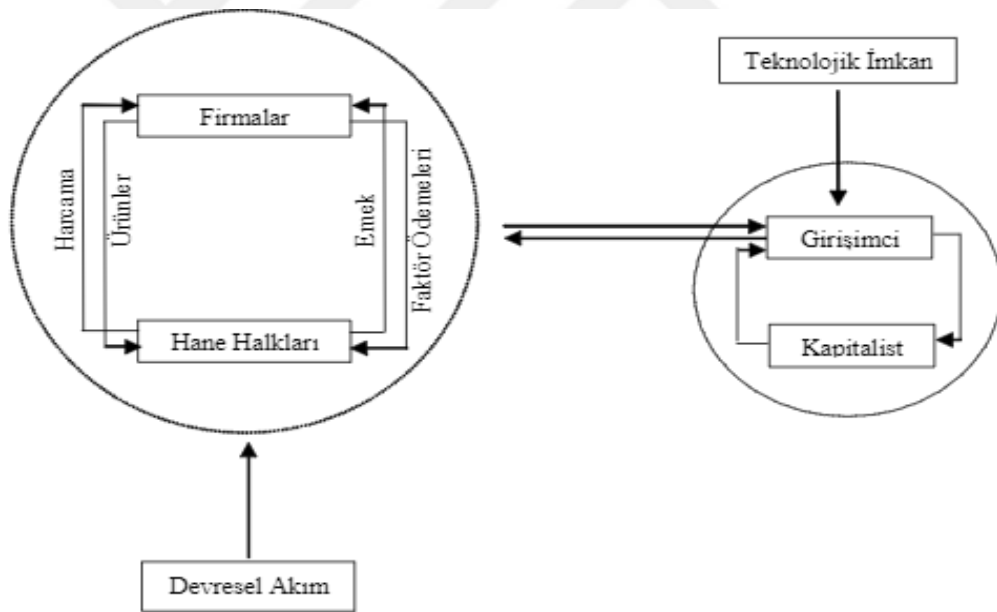 Teknolojik İmkan
Firmalar
Harcama
Ürünler
Emek
Faktör Ödemeleri
Girişimci
Hane Halkları
Kapitalist
Devresel Akım